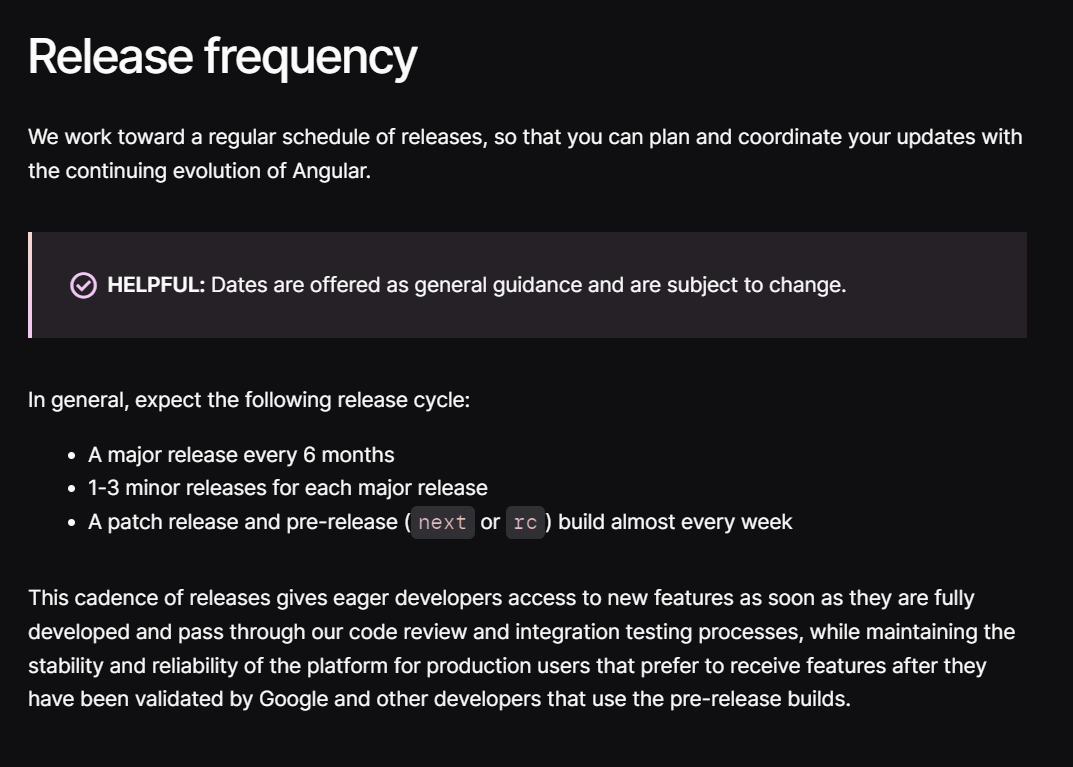 Release frequency
We work toward a regular schedule of releases, so that you can plan and coordinate your updates with
the continuing evolution of Angular.
HELPFUL: Dates are offered as general guidance and are subject to change.
In general, expect the following release cycle:
• A major release every 6 months
• 1-3 minor releases for each major release
• A patch release and pre-release (next or rc) build almost every week
This cadence of releases gives eager developers access to new features as soon as they are fully
developed and pass through our code review and integration testing processes, while maintaining the
stability and reliability of the platform for production users that prefer to receive features after they
have been validated by Google and other developers that use the pre-release builds.